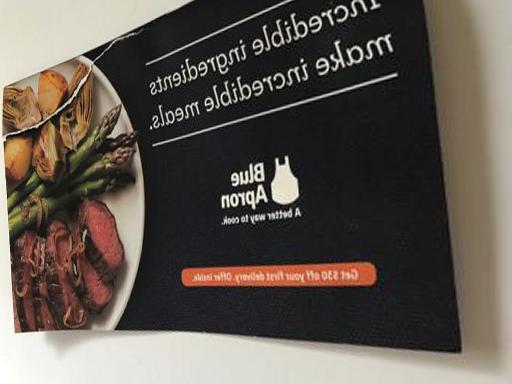 Incredible ingredients
make incredible meals.
Blue
Apron
A better way to cook.
Get $30 off your first delivery. Offer inside.